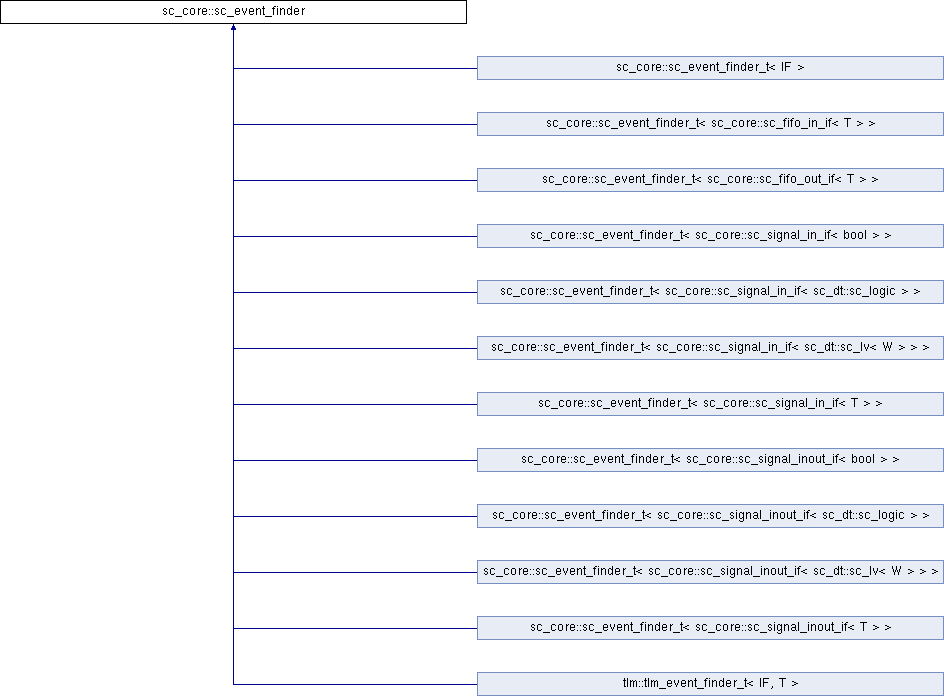 sc_core::sc_event_finder
sc_core::sc_event_finder_t< IF >
sc_core::sc_event_finder_t< sc_core::sc_fifo_in_if< T > >
sc_core::sc_event_finder_t< sc_core::sc_fifo_out_if< T > >
sc_core::sc_event_finder_t< sc_core::sc_signal_in_if< bool > >
sc_core::sc_event_finder_t< sc_core::sc_signal_in_if< sc_dt::sc_logic > >
sc_core::sc_event_finder_t< sc_core::sc_signal_in_if< sc_dt::sc_lv< W > > >
sc_core::sc_event_finder_t< sc_core::sc_signal_in_if< T > >
sc_core::sc_event_finder_t< sc_core::sc_signal_inout_if< bool > >
sc_core::sc_event_finder_t< sc_core::sc_signal_inout_if< sc_dt::sc_logic > >
sc_core::sc_event_finder_t< sc_core::sc_signal_inout_if< sc_dt::sc_lv< W > > >
sc_core::sc_event_finder_t< sc_core::sc_signal_inout_if< T > >
tlm::tlm_event_finder_t< IF, T >